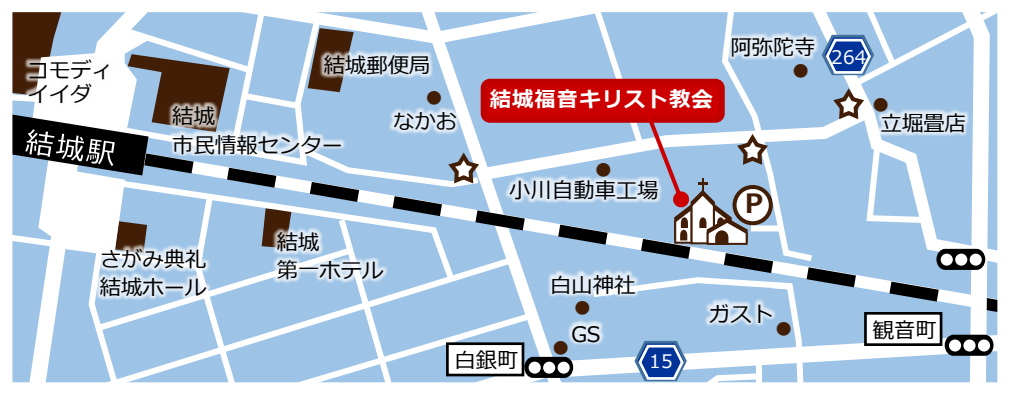 コモディ
イイダ
結城駅
結城
市民情報センター
結城郵便局
なかお
結城福音キリスト教会
阿弥陀寺
264
立堀畳店
小川自動車工場
P
さがみ典礼
結城ホール
結城
第一ホテル
白山神社
GS
白銀町
15
ガスト
観音町